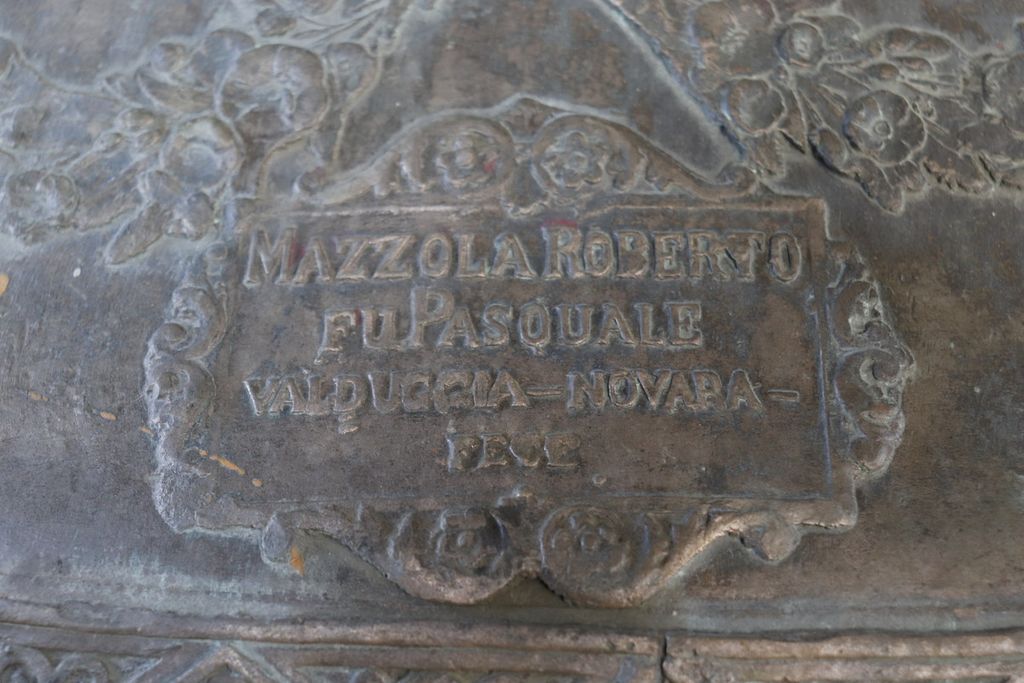 MAZZOLA ROBERTO
FU PASQUALE
VALDUGGIA - NOVARA -
FECE